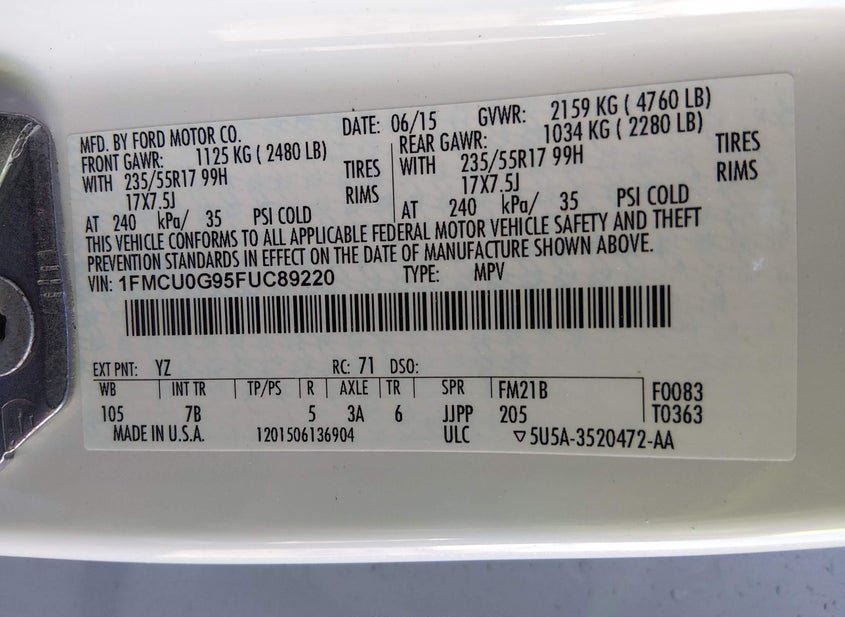 MFD. BY FORD MOTOR CO. DATE: 06/15 GVWR: 2159 KG ( 4760 LB)
FRONT GAWR: 1125 KG ( 2480 LB) REAR GAWR: 1034 KG ( 2280 LB)
WITH 235/55R17 99H TIRES WITH 235/55R17 99H TIRES
17X7.5J RIMS 17X7.5J RIMS
AT 240 kPa/ 35 PSI COLD AT 240 kPa/ 35 PSI COLD
THIS VEHICLE CONFORMS TO ALL APPLICABLE FEDERAL MOTOR VEHICLE SAFETY AND THEFT
PREVENTION STANDARDS IN EFFECT ON THE DATE OF MANUFACTURE SHOWN ABOVE.
VIN: 1FMCU0G95FUC89220 TYPE: MPV
EXT PNT: YZ RC: 71 DSO:
WB INT TR TP/PS R AXLE TR SPR FM21B F0083
105 7B 5 3A 6 JJPP 205 T0363
MADE IN U.S.A. 1201506136904 ULC ▽5U5A-3520472-AA